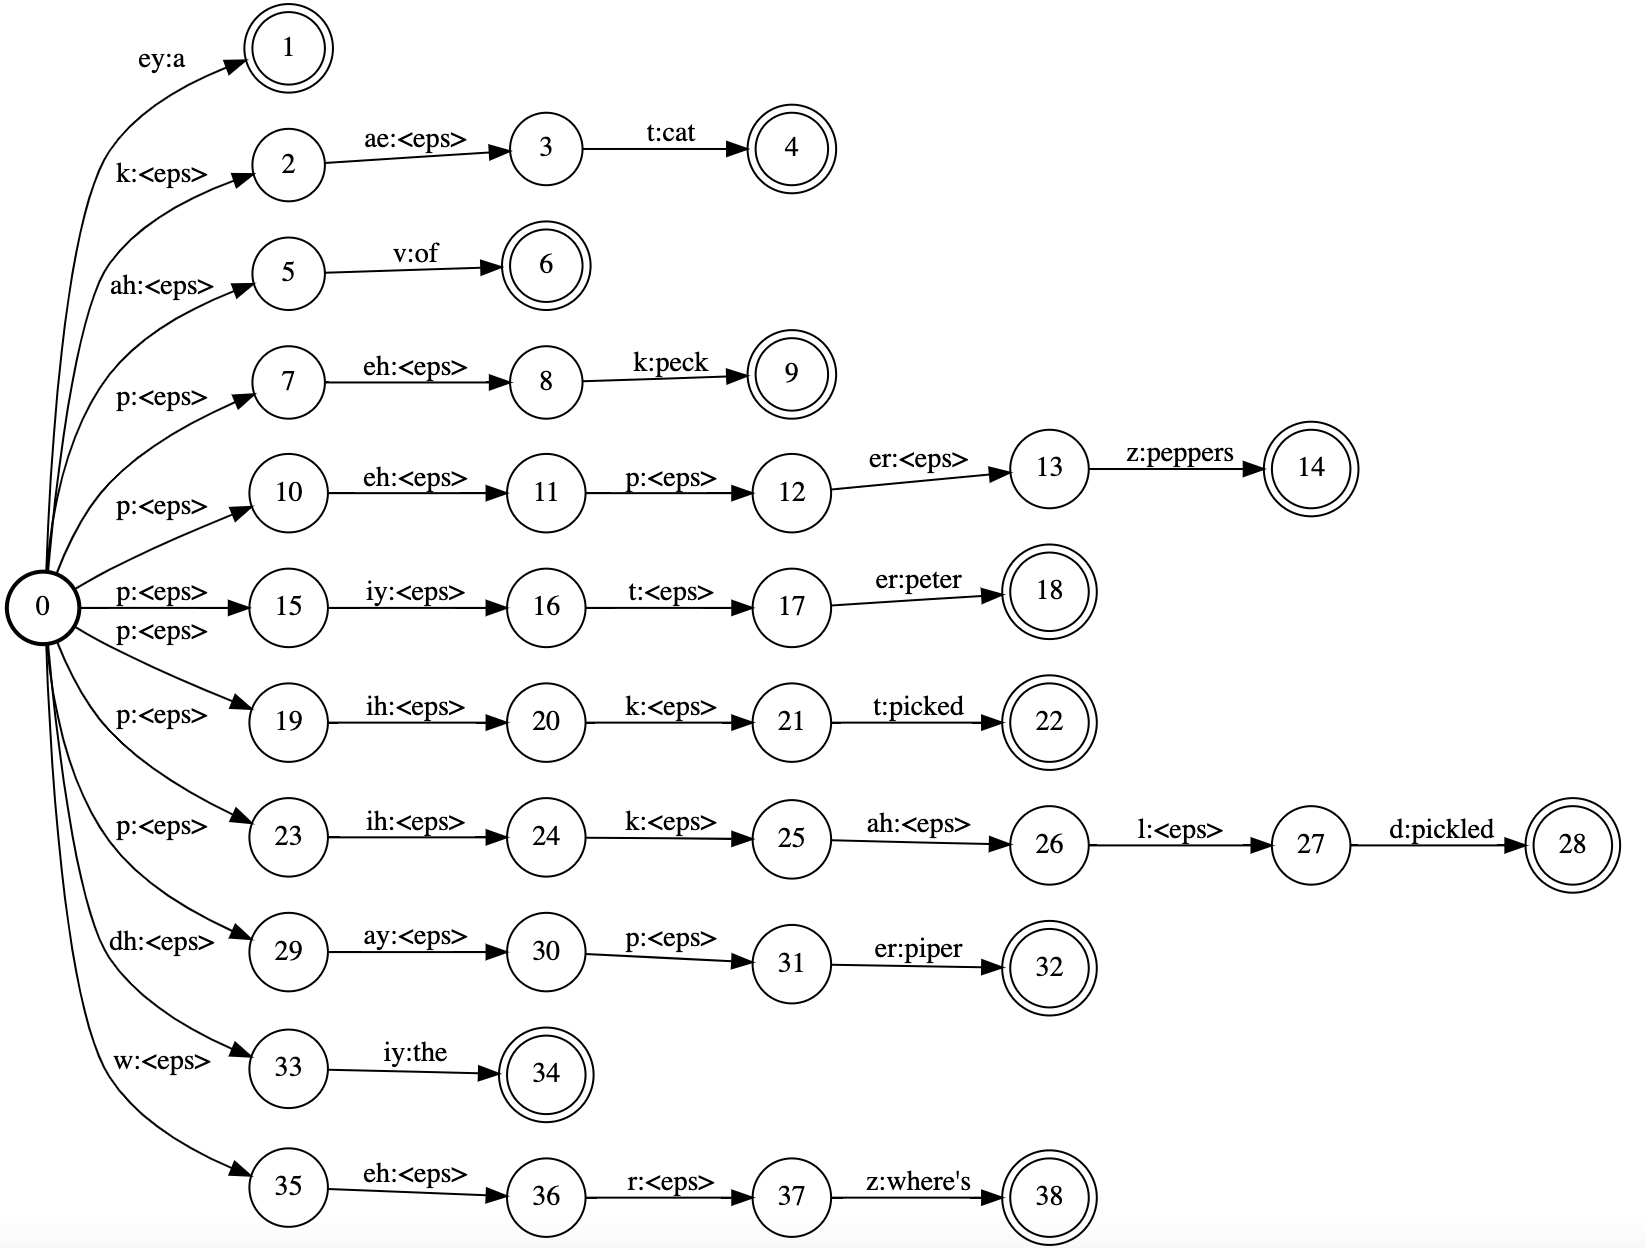 ey:a 1
k:<eps> 2 ae:<eps> 3 t:cat 4
ah:<eps> 5 v:of 6
p:<eps> 7 eh:<eps> 8 k:peck 9
p:<eps> 10 eh:<eps> 11 p:<eps> 12 er:<eps> 13 z:peppers 14
0 p:<eps> 15 iy:<eps> 16 t:<eps> 17 er:peter 18
p:<eps> 19 ih:<eps> 20 k:<eps> 21 t:picked 22
p:<eps> 23 ih:<eps> 24 k:<eps> 25 ah:<eps> 26 l:<eps> 27 d:pickled 28
p:<eps> 29 ay:<eps> 30 p:<eps> 31 er:piper 32
dh:<eps> 33 iy:the 34
w:<eps> 35 eh:<eps> 36 r:<eps> 37 z:where's 38